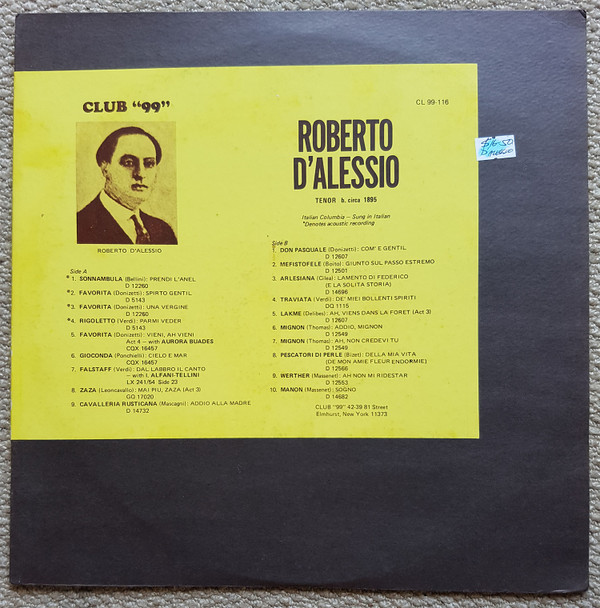 CLUB "99"
CL 99-116
ROBERTO
D'ALESSIO
TENOR b. circa 1895
Italian Columbia – Sung in Italian
*Denotes acoustic recording
ROBERTO D'ALESSIO
Side A
*1. SONNAMBULA (Bellini): PRENDI L'ANEL
D 12260
*2. FAVORITA (Donizetti): SPIRTO GENTIL
D 5143
*3. FAVORITA (Donizetti): UNA VERGINE
D 12260
*4. RIGOLETTO (Verdi): PARMI VEDER
D 5143
5. FAVORITA (Donizetti): VIENI, AH VIENI
Act 4 – with AURORA BUADES
CQX 16457
6. GIOCONDA (Ponchielli): CIELO E MAR
CQX 16457
7. FALSTAFF (Verdi): DAL LABBRO IL CANTO
– with I. ALFANI-TELLINI
LX 241/54 Side 23
8. ZAZA (Leoncavallo): MAI PIU, ZAZA (Act 3)
GQ 17020
9. CAVALLERIA RUSTICANA (Mascagni): ADDIO ALLA MADRE
D 14732
Side B
1. DON PASQUALE (Donizetti): COM' E GENTIL
D 12607
2. MEFISTOFELE (Boito): GIUNTO SUL PASSO ESTREMO
D 12501
3. ARLESIANA (Cilea): LAMENTO DI FEDERICO
(E LA SOLITA STORIA)
D 14696
4. TRAVIATA (Verdi): DE' MIEI BOLLENTI SPIRITI
DQ 1115
5. LAKME (Delibes): AH, VIENS DANS LA FORET (Act 3)
D 12607
6. MIGNON (Thomas): ADDIO, MIGNON
D 12549
7. MIGNON (Thomas): AH, NON CREDEVI TU
D 12549
8. PESCATORI DI PERLE (Bizet): DELLA MIA VITA
(DE' MON AMIE FLEUR ENDORMIE)
D 12566
9. WERTHER (Massenet): AH NON MI RIDESTAR
D 12553
10. MANON (Massenet): SOGNO
D 14682
CLUB "99" 42-39 81 Street
Elmhurst, New York 11373